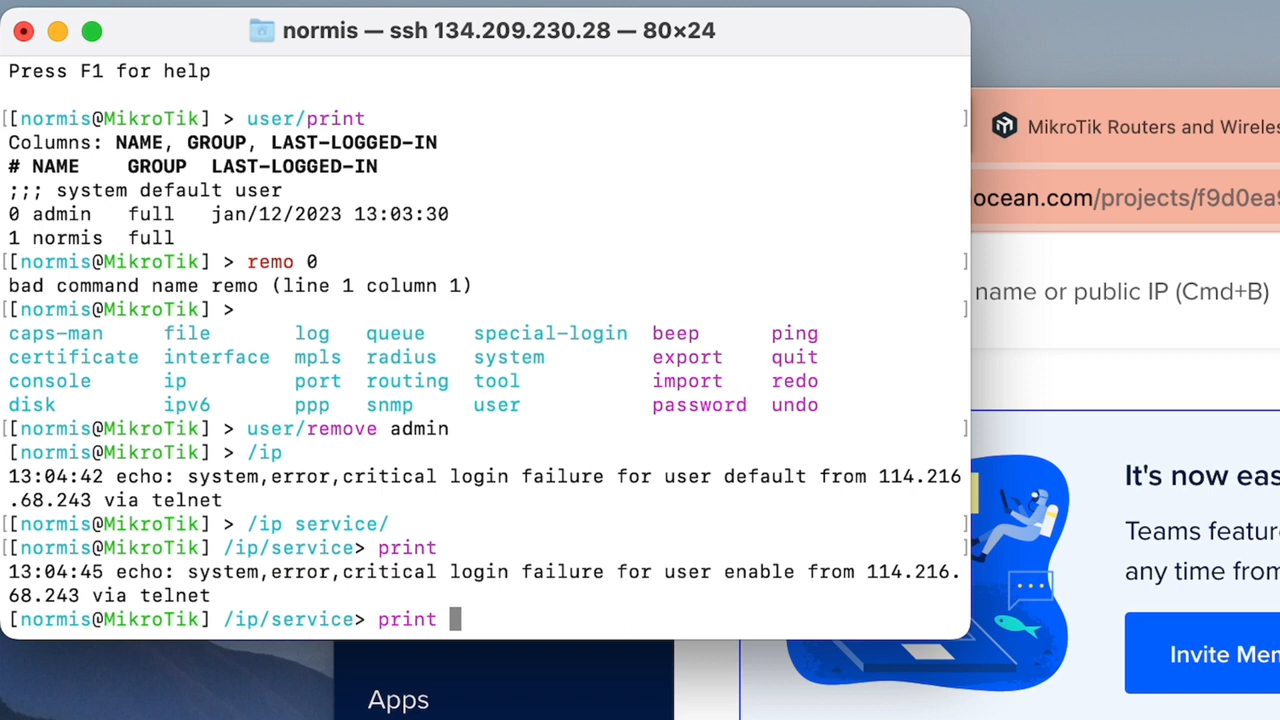 normis — ssh 134.209.230.28 — 80×24
Press F1 for help
[[normis@MikroTik] > user/print ]
Columns: NAME, GROUP, LAST-LOGGED-IN
# NAME GROUP LAST-LOGGED-IN
;;; system default user
0 admin full jan/12/2023 13:03:30
1 normis full
[[normis@MikroTik] > remo 0 ]
bad command name remo (line 1 column 1)
[[normis@MikroTik] > ]
caps-man file log queue special-login beep ping
certificate interface mpls radius system export quit
console ip port routing tool import redo
disk ipv6 ppp snmp user password undo
[[normis@MikroTik] > user/remove admin ]
[normis@MikroTik] > /ip
13:04:42 echo: system,error,critical login failure for user default from 114.216
.68.243 via telnet
[[normis@MikroTik] > /ip service/ ]
[[normis@MikroTik] /ip/service> print ]
13:04:45 echo: system,error,critical login failure for user enable from 114.216.
68.243 via telnet
[normis@MikroTik] /ip/service> print
MikroTik Routers and Wireles
ocean.com/projects/f9d0ea9
name or public IP (Cmd+B)
It's now eas
Teams featur
any time from
Invite Mem
Apps